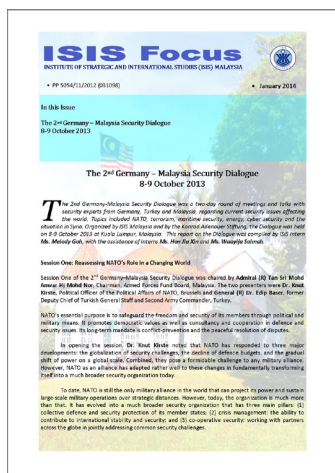 ISIS Focus
INSTITUTE OF STRATEGIC AND INTERNATIONAL STUDIES (ISIS) MALAYSIA
• PP 5054/11/2012 (031098)
• January 2014
In this Issue
The 2nd Germany – Malaysia Security Dialogue
8-9 October 2013
The 2nd Germany – Malaysia Security Dialogue
8-9 October 2013
The 2nd Germany-Malaysia Security Dialogue was a two-day round of meetings and talks with
security experts from Germany, Turkey and Malaysia, regarding current security issues affecting
the world. Topics included NATO, terrorism, maritime security, energy, cyber security and the
situation in Syria. Organized by ISIS Malaysia and by the Konrad Adenauer Stiftung, the Dialogue was held
on 8-9 October 2013 at Kuala Lumpur, Malaysia. This report on the Dialogue was compiled by ISIS intern
Ms. Melody Goh, with the assistance of interns Ms. Han Jia Xin and Ms. Wasyila Salmah.
Session One: Reassessing NATO's Role in a Changing World
Session One of the 2nd Germany-Malaysia Security Dialogue was chaired by Admiral (R) Tan Sri Mohd
Anwar Hj Mohd Nor, Chairman, Armed Forces Fund Board, Malaysia. The two presenters were Dr. Knut
Kirste, Political Officer of the Political Affairs of NATO, Brussels and General (R) Dr. Edip Baser, former
Deputy Chief of Turkish General Staff and Second Army Commander, Turkey.
NATO's essential purpose is to safeguard the freedom and security of its members through political and
military means. It promotes democratic values as well as consultancy and cooperation in defence and
security issues. Its long-term mandate is conflict-prevention and the peaceful resolution of disputes.
In opening the session, Dr. Knut Kirste noted that NATO has responded to three major
developments: the globalization of security challenges, the decline of defence budgets, and the gradual
shift of power on a global scale. Combined, they pose a formidable challenge to any military alliance.
However, NATO as an alliance has adapted rather well to these changes in fundamentally transforming
itself into a much broader security organization today.
To date, NATO is still the only military alliance in the world that can project its power and sustain
large-scale military operations over strategic distances. However, today, the organization is much more
than that. It has evolved into a much broader security organization that has three main pillars: (1)
collective defence and security protection of its member states; (2) crisis management: the ability to
contribute to international stability and security; and (3) co-operative security: working with partners
across the globe in jointly addressing common security challenges.